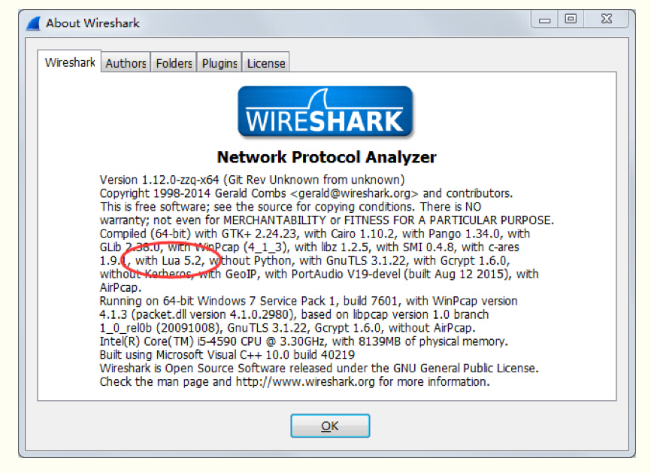 About Wireshark
Wireshark Authors Folders Plugins License
WIRESHARK
Network Protocol Analyzer
Version 1.12.0-zzq-x64 (Git Rev Unknown from unknown)
Copyright 1998-2014 Gerald Combs <gerald@wireshark.org> and contributors.
This is free software; see the source for copying conditions. There is NO
warranty; not even for MERCHANTABILITY or FITNESS FOR A PARTICULAR PURPOSE.
Compiled (64-bit) with GTK+ 2.24.23, with Cairo 1.10.2, with Pango 1.34.0, with
GLib 2.38.0, with WinPcap (4_1_3), with libz 1.2.5, with SMI 0.4.8, with c-ares
1.9.1, with Lua 5.2, without Python, with GnuTLS 3.1.22, with Gcrypt 1.6.0,
without Kerberos, with GeoIP, with PortAudio V19-devel (built Aug 12 2015), with
AirPcap.
Running on 64-bit Windows 7 Service Pack 1, build 7601, with WinPcap version
4.1.3 (packet.dll version 4.1.0.2980), based on libpcap version 1.0 branch
1_0_rel0b (20091008), GnuTLS 3.1.22, Gcrypt 1.6.0, without AirPcap.
Intel(R) Core(TM) i5-4590 CPU @ 3.30GHz, with 8139MB of physical memory.
Built using Microsoft Visual C++ 10.0 build 40219
Wireshark is Open Source Software released under the GNU General Public License.
Check the man page and http://www.wireshark.org for more information.
OK